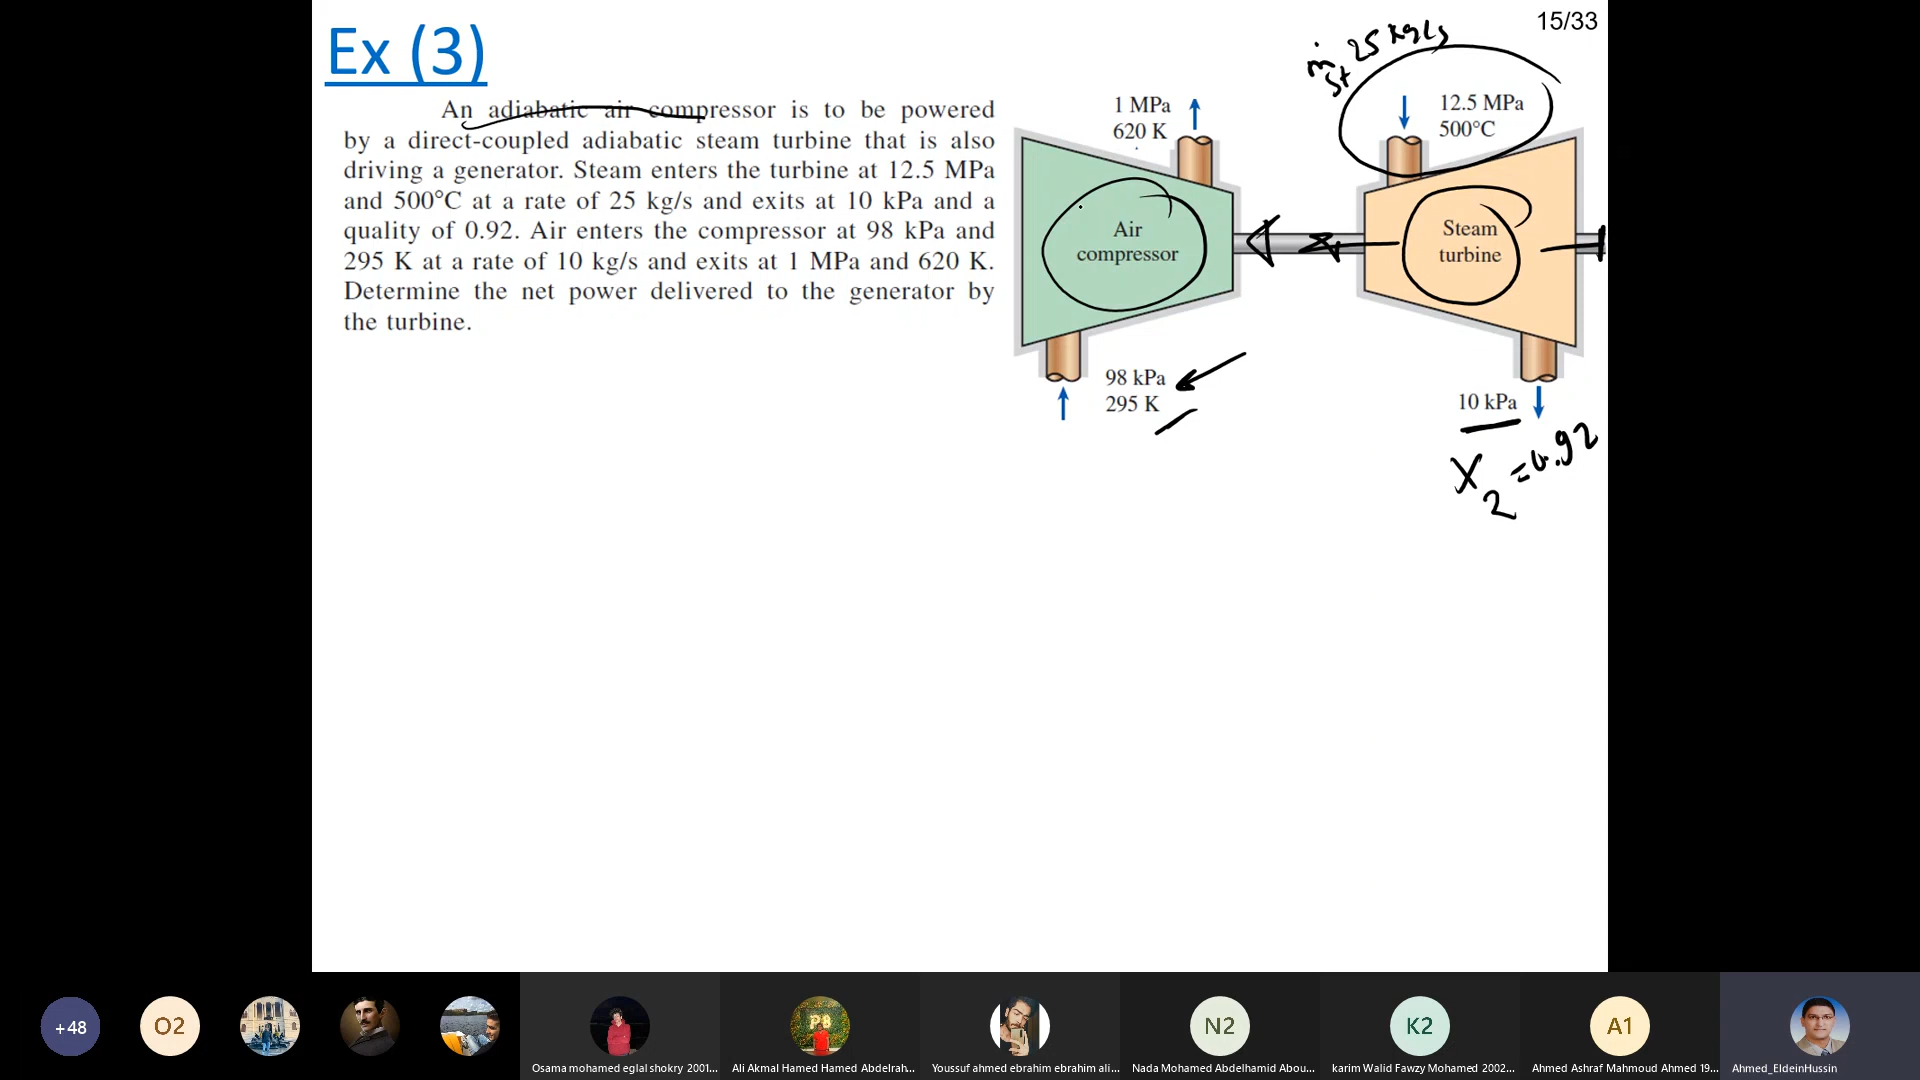 15/33
Ex (3)
ṁst 25 kg/s
An adiabatic air compressor is to be powered
by a direct-coupled adiabatic steam turbine that is also
driving a generator. Steam enters the turbine at 12.5 MPa
and 500°C at a rate of 25 kg/s and exits at 10 kPa and a
quality of 0.92. Air enters the compressor at 98 kPa and
295 K at a rate of 10 kg/s and exits at 1 MPa and 620 K.
Determine the net power delivered to the generator by
the turbine.
1 MPa
620 K
12.5 MPa
500°C
Air
compressor
Steam
turbine
98 kPa
295 K
10 kPa
X2 = 0.92
+48
O2
P8
N2
K2
A1
Osama mohamed eglal shokry 2001...
Ali Akmal Hamed Hamed Abdelrah...
Youssuf ahmed ebrahim ebrahim ali...
Nada Mohamed Abdelhamid Abou...
karim Walid Fawzy Mohamed 2002...
Ahmed Ashraf Mahmoud Ahmed 19...
Ahmed_EldeinHussin